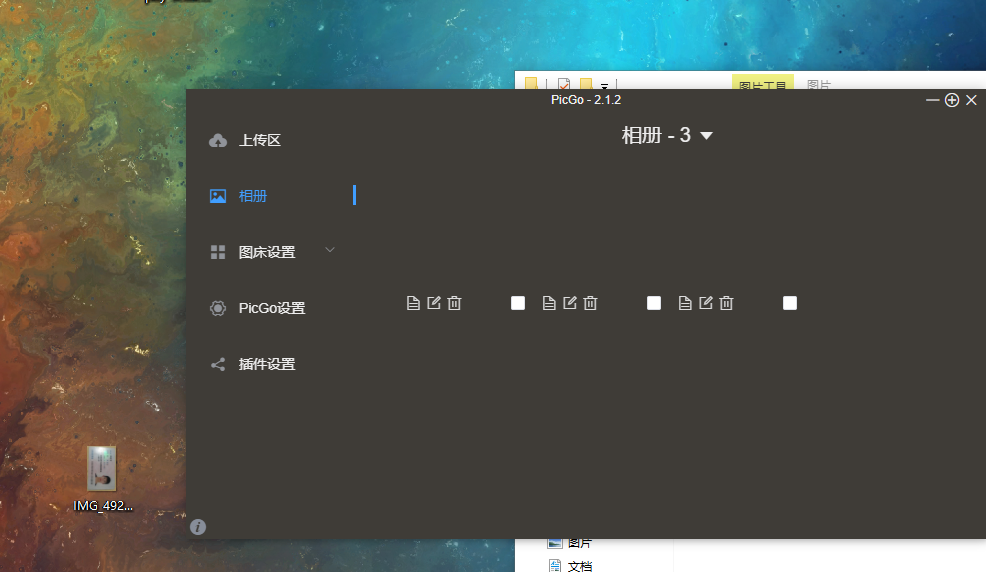 图片工具
图片
PicGo - 2.1.2
上传区
相册 - 3
相册
图床设置
PicGo设置
插件设置
IMG_492...
图片
文档